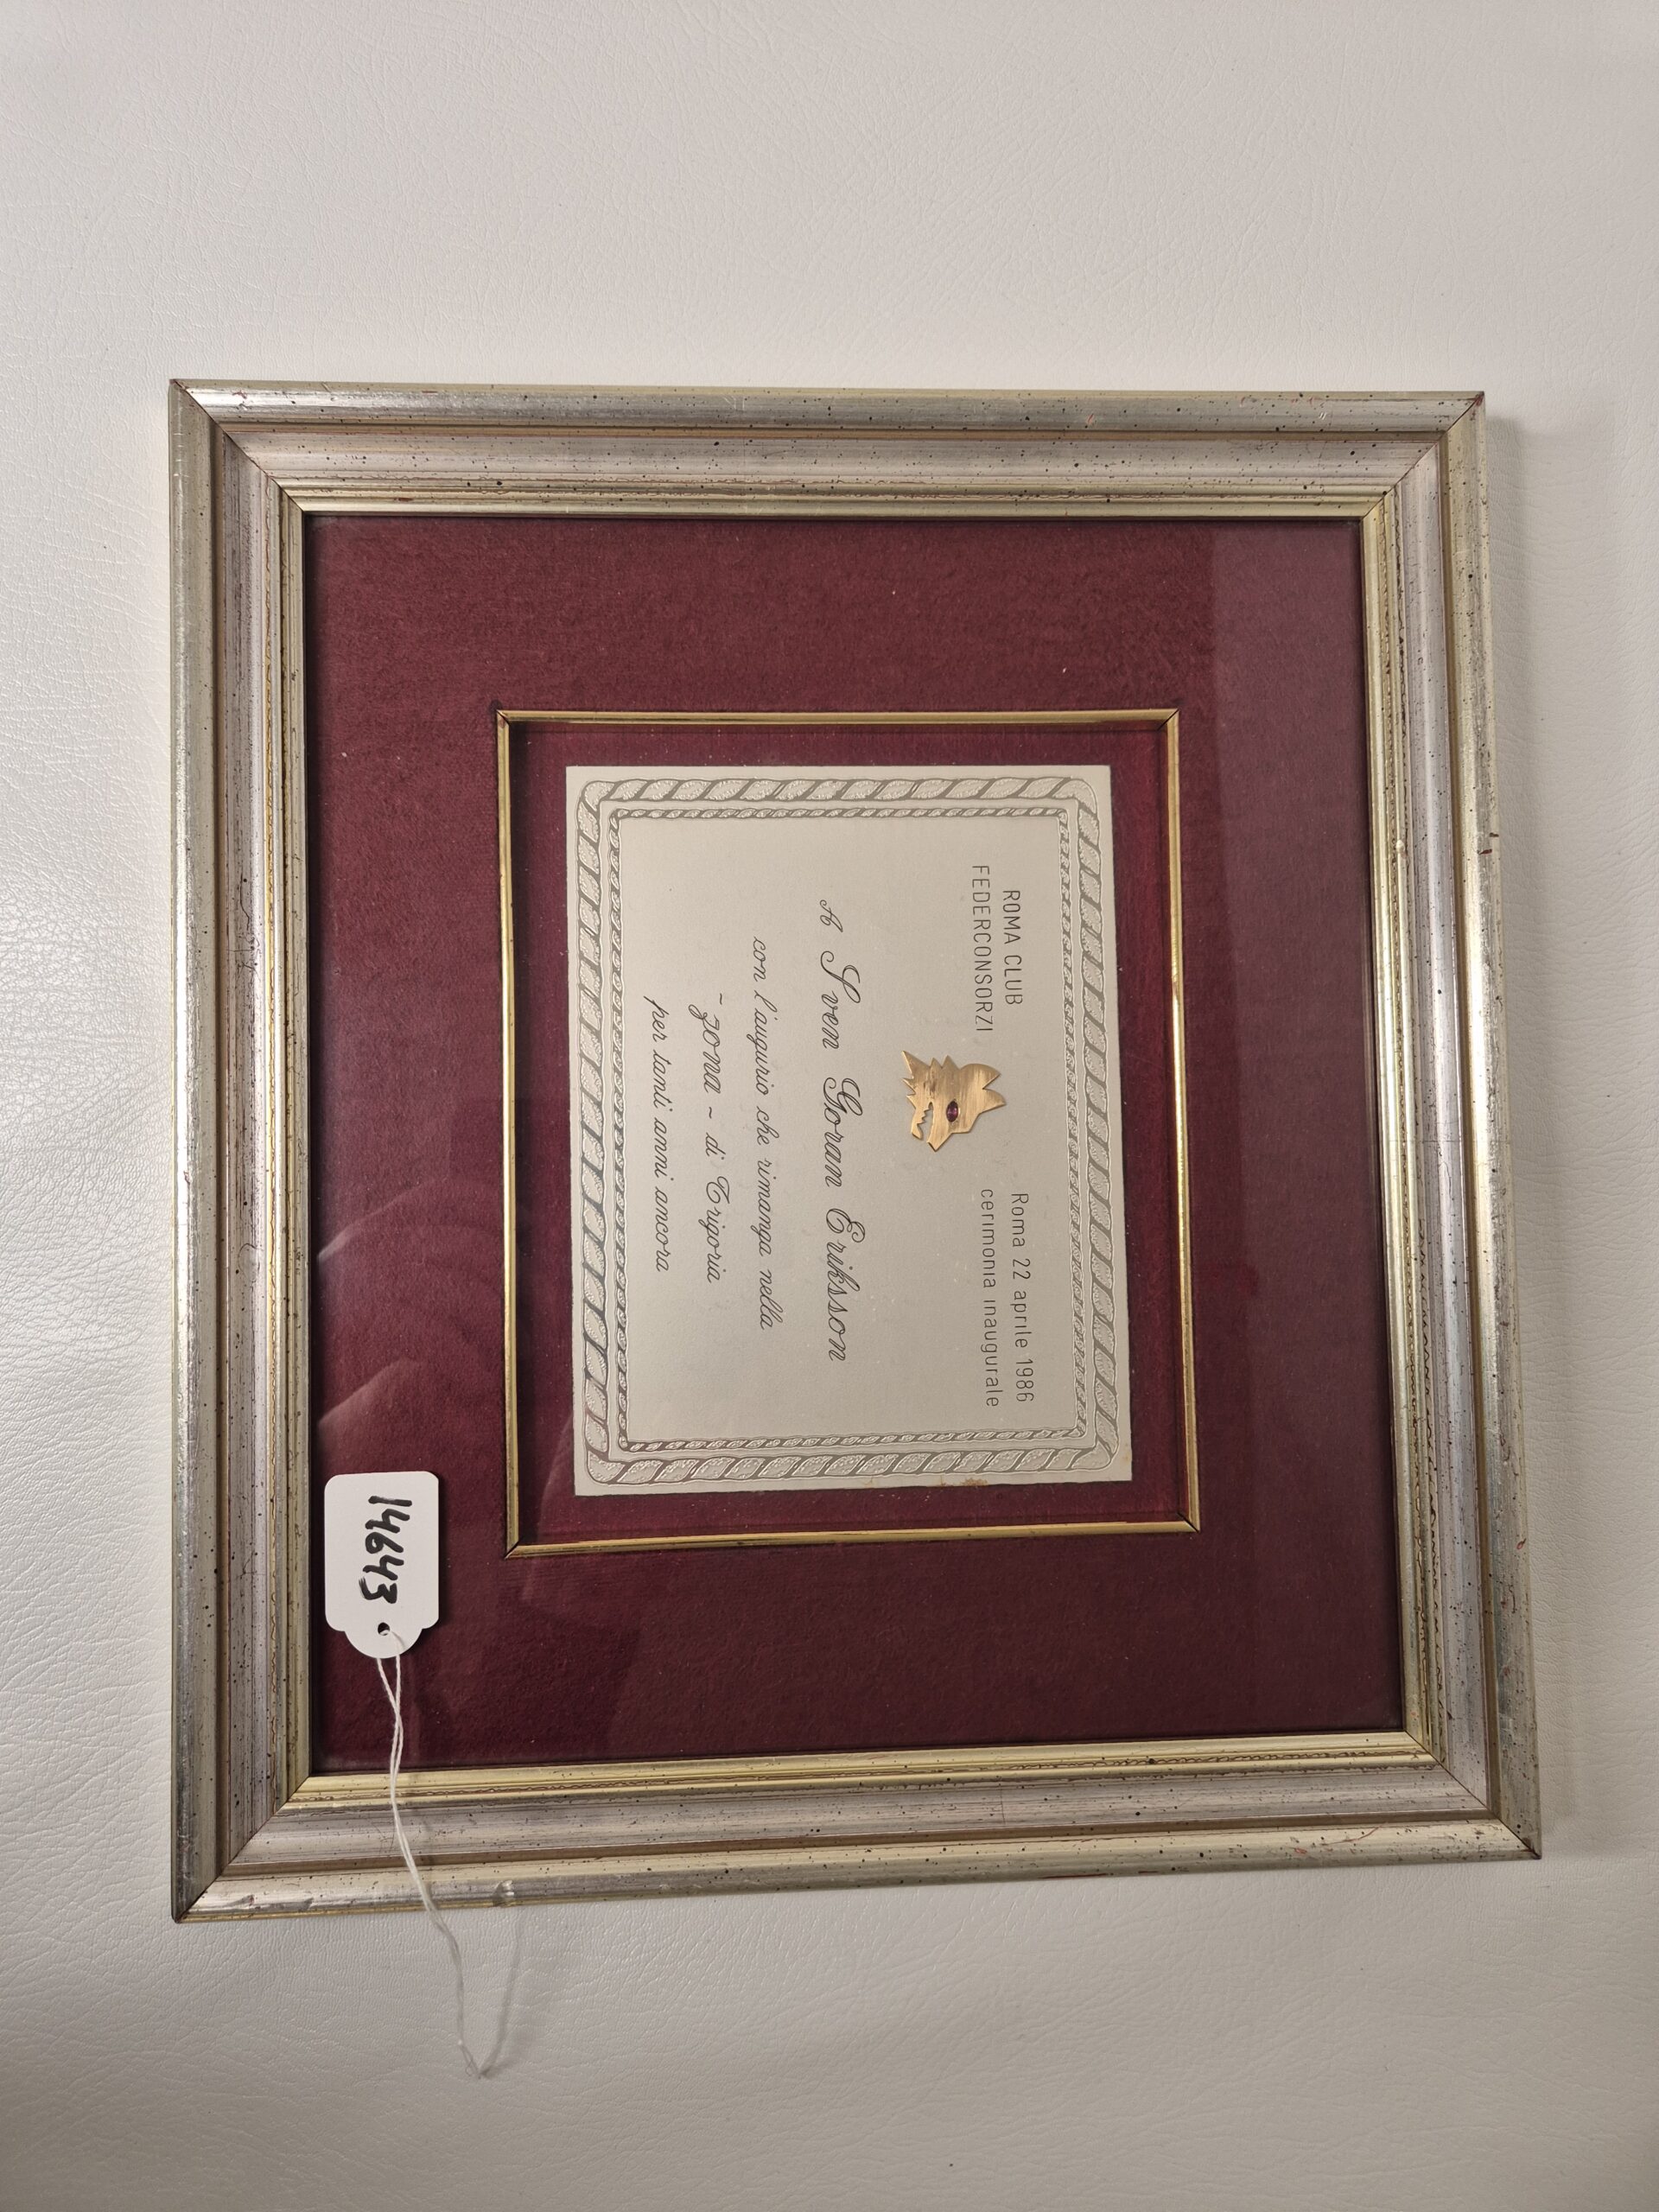 ROMA CLUB
FEDERCONSORZI
Roma 22 aprile 1986
cerimonia inaugurale
A Sven Goran Eriksson
con l'augurio che rimanga nella
~ zona ~ di Trigoria
per tanti anni ancora
14643